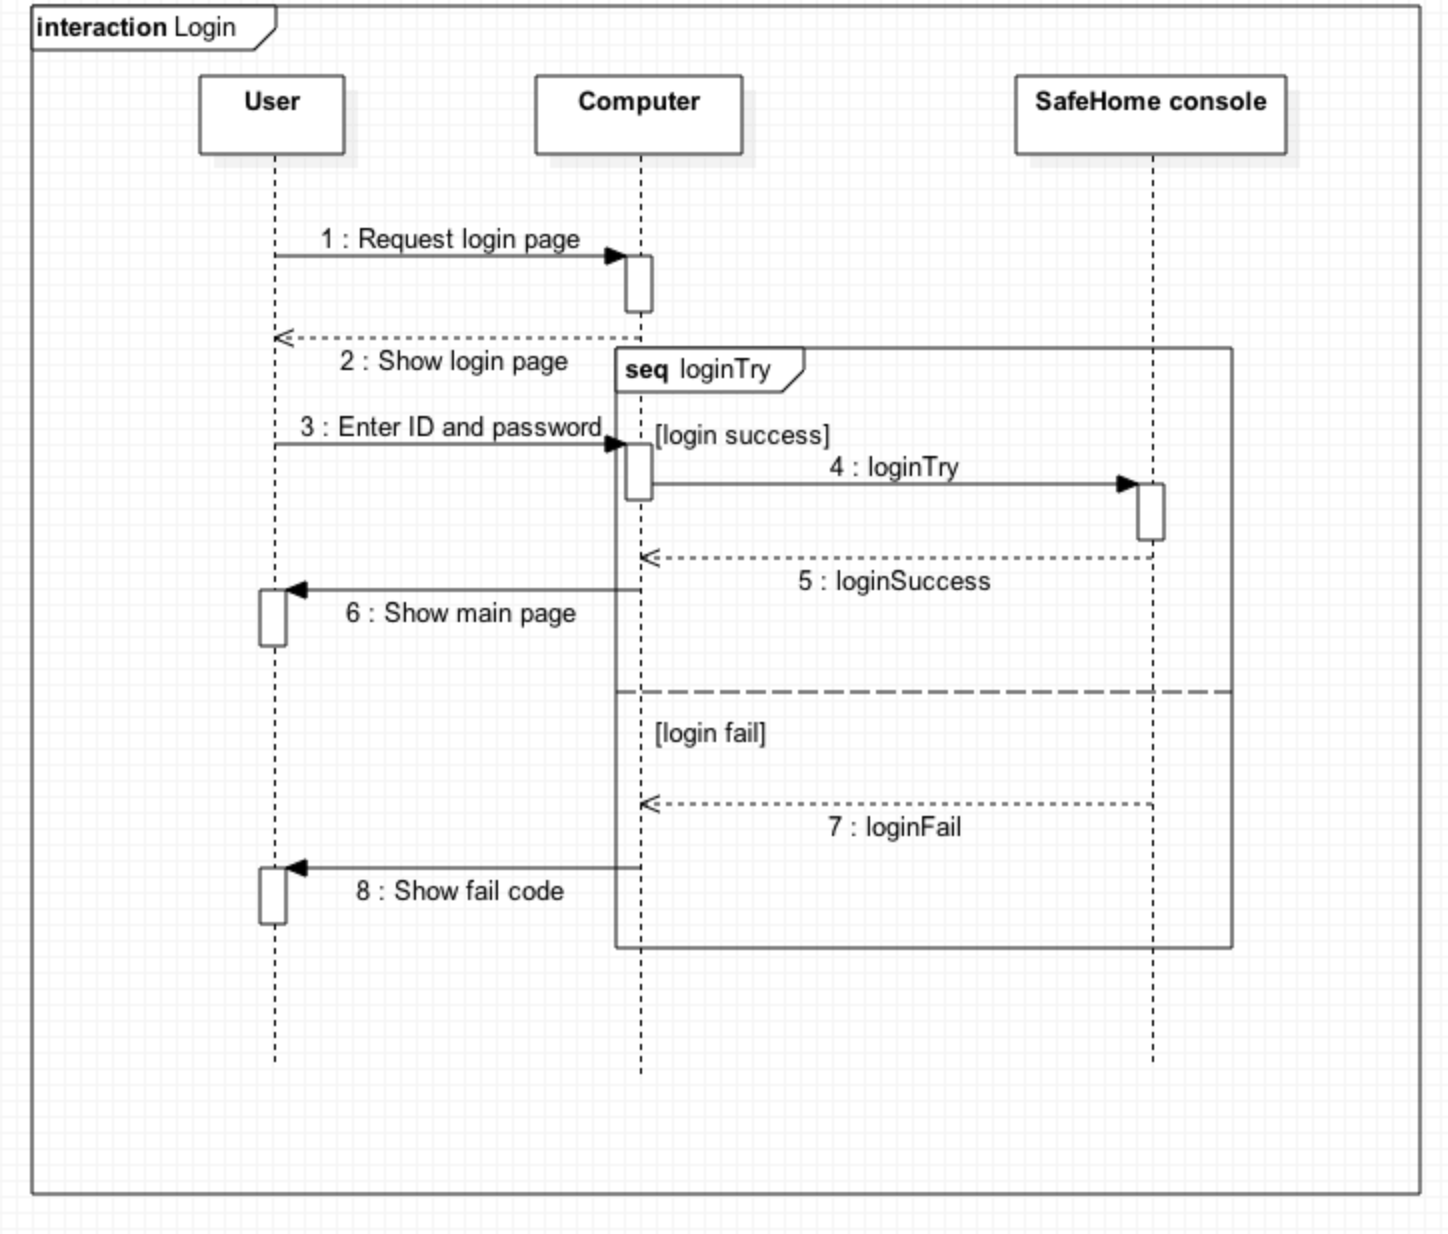 interaction Login
User
Computer
SafeHome console
1 : Request login page
2 : Show login page
seq loginTry
3 : Enter ID and password
[login success]
4 : loginTry
5 : loginSuccess
6 : Show main page
[login fail]
7 : loginFail
8 : Show fail code